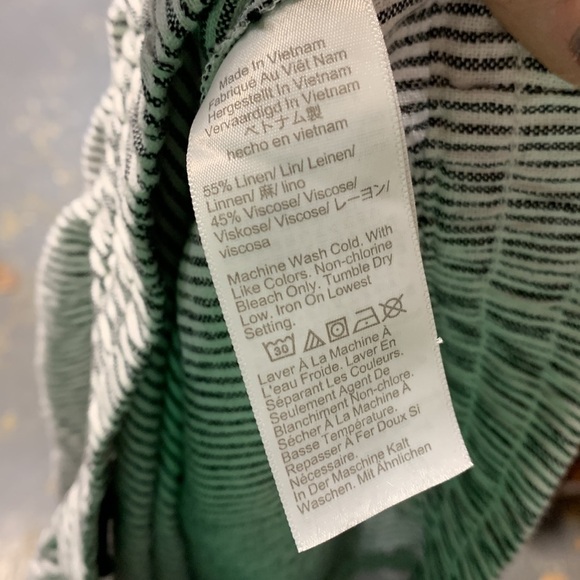 Made In Vietnam
Fabriqué Au Việt Nam
Hergestellt In Vietnam
Vervaardigd In Vietnam
ベトナム製
hecho en vietnam
55% Linen/ Lin/ Leinen/
Linnen/ 麻/ lino
45% Viscose/ Viscose/
Viskose/ Viscose/ レーヨン/
viscosa
Machine Wash Cold. With
Like Colors. Non-chlorine
Bleach Only. Tumble Dry
Low. Iron On Lowest
Setting.
30
Laver À La Machine À
L'eau Froide. Laver En
Séparant Les Couleurs.
Seulement Agent De
Blanchiment Non-chlore.
Sécher À La Machine À
Basse Température.
Repasser À Fer Doux Si
Nécessaire.
In Der Maschine Kalt
Waschen. Mit Ähnlichen